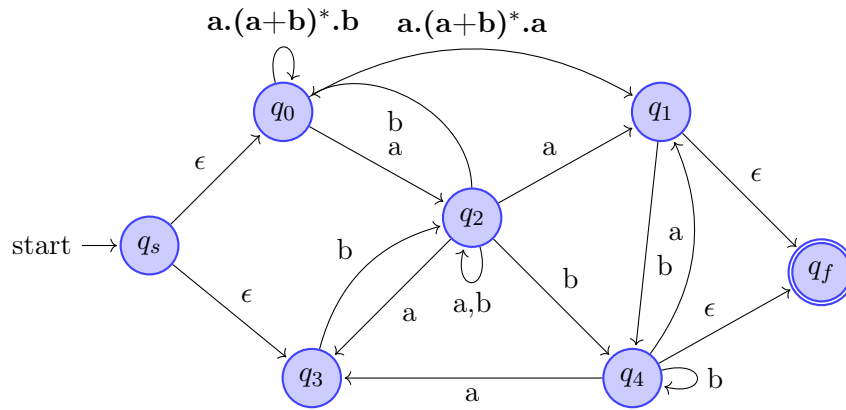 a.(a+b)*.b
a.(a+b)*.a
q0
q1
b
a
a
ϵ
ϵ
q2
start
qs
b
a
b
qf
ϵ
a,b
b
a
ϵ
q3
q4
b
a